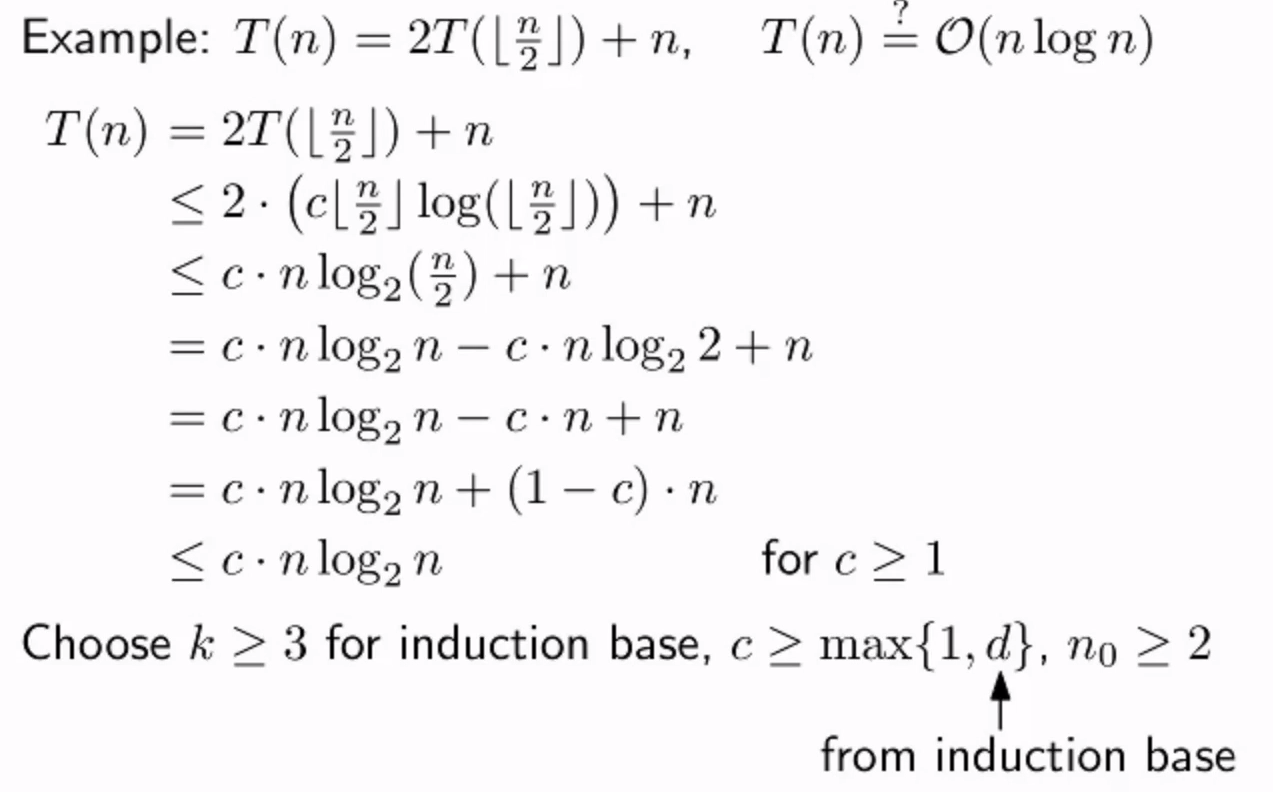 Example: $T(n) = 2T(\lfloor \frac{n}{2} \rfloor) + n, \quad T(n) \stackrel{?}{=} \mathcal{O}(n \log n)$
$T(n) = 2T(\lfloor \frac{n}{2} \rfloor) + n$
$\leq 2 \cdot \left(c \lfloor \frac{n}{2} \rfloor \log(\lfloor \frac{n}{2} \rfloor)\right) + n$
$\leq c \cdot n \log_2(\frac{n}{2}) + n$
$= c \cdot n \log_2 n - c \cdot n \log_2 2 + n$
$= c \cdot n \log_2 n - c \cdot n + n$
$= c \cdot n \log_2 n + (1 - c) \cdot n$
$\leq c \cdot n \log_2 n$ for $c \geq 1$
Choose $k \geq 3$ for induction base, $c \geq \max\{1, d\}$, $n_0 \geq 2$
from induction base